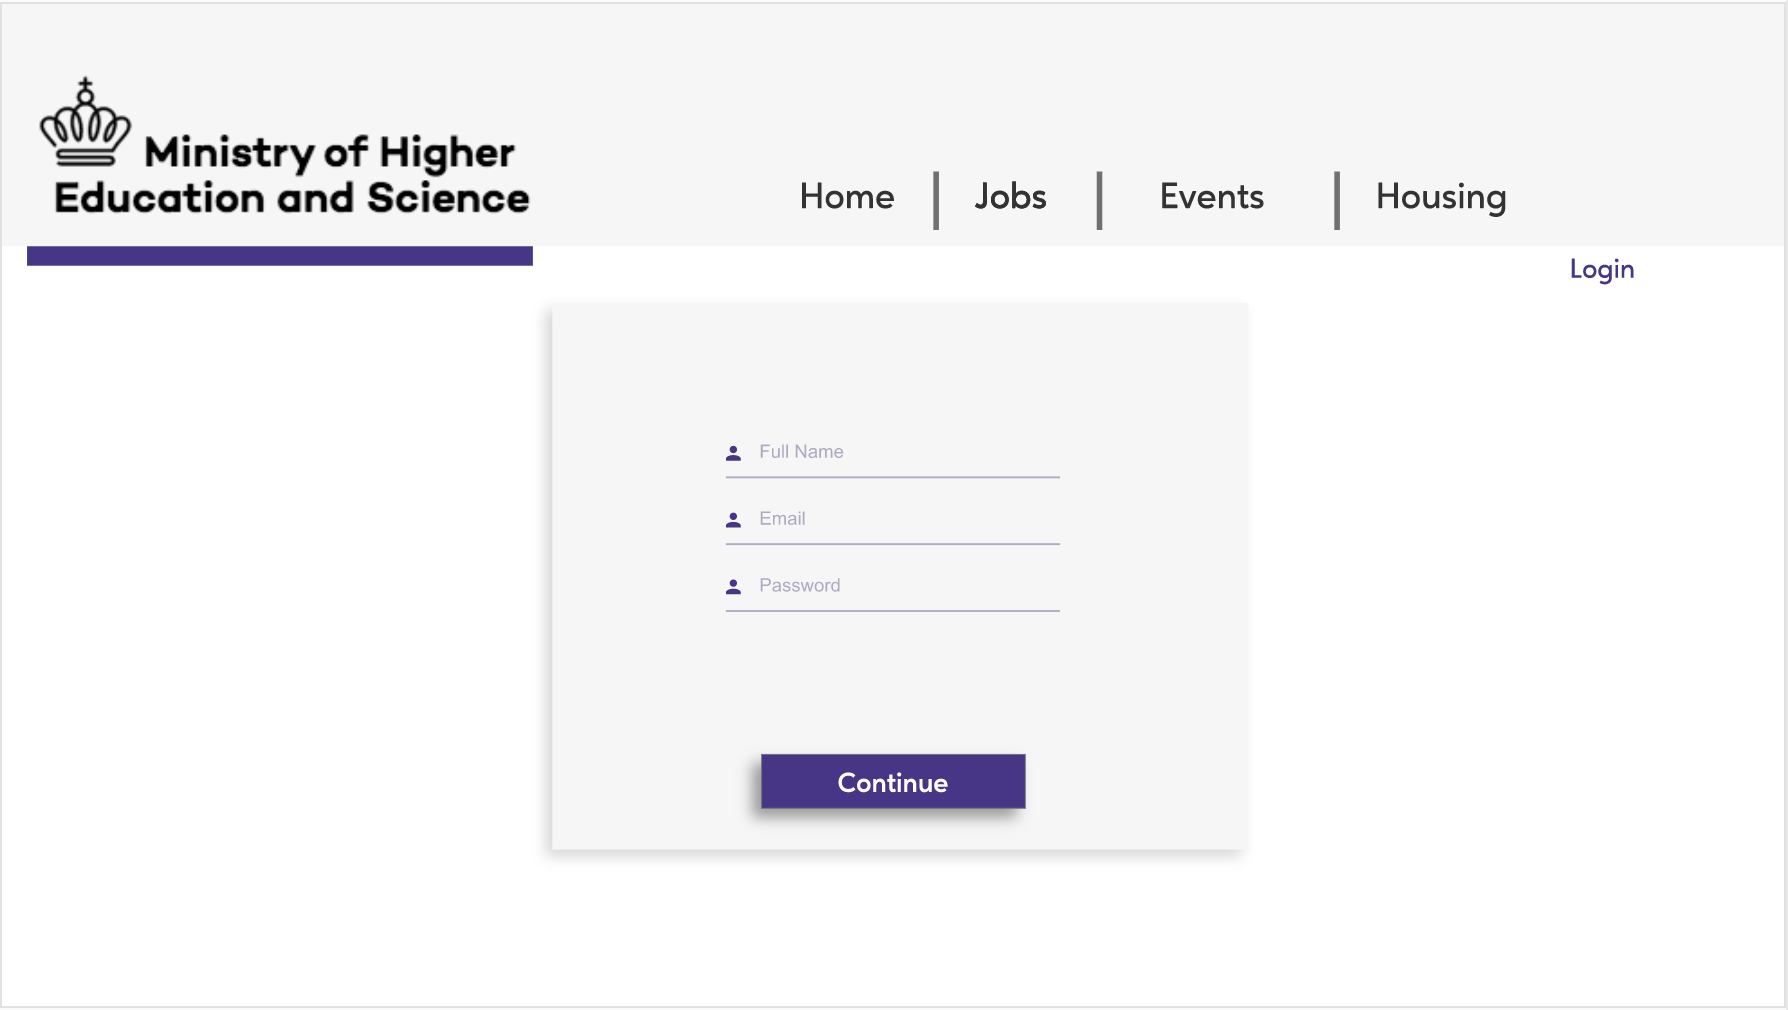 Ministry of Higher
Education and Science
Home
Jobs
Events
Housing
Login
Full Name
Email
Password
Continue